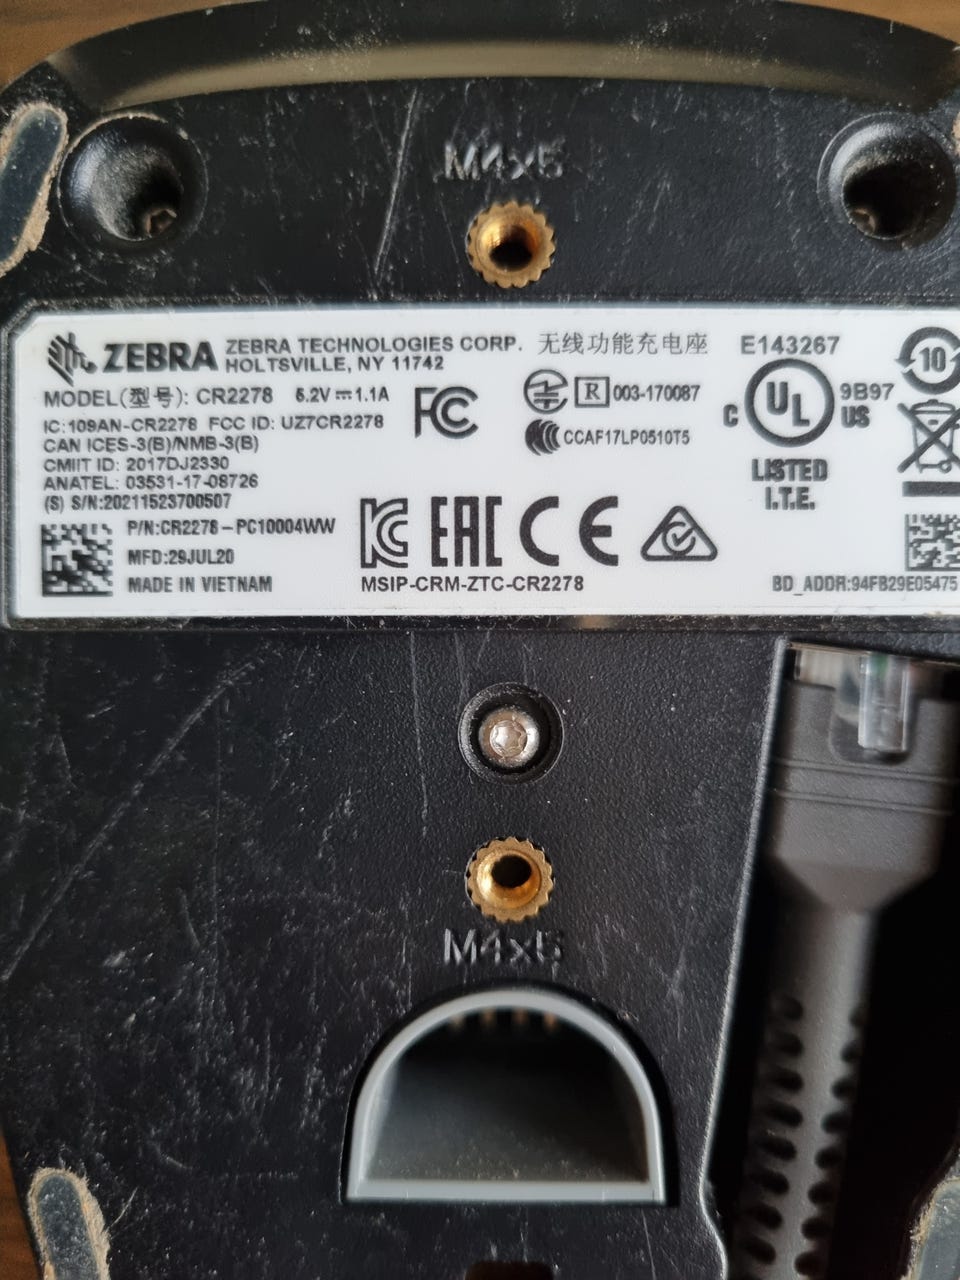 M4x5
ZEBRA
ZEBRA TECHNOLOGIES CORP.
HOLTSVILLE, NY 11742
无线功能充电座
E143267
MODEL(型号): CR2278 5.2V⎓1.1A
IC:109AN-CR2278 FCC ID: UZ7CR2278
CAN ICES-3(B)/NMB-3(B)
CMIIT ID: 2017DJ2330
ANATEL: 03531-17-08726
(S) S/N:20211523700507
P/N:CR2278-PC10004WW
MFD:29JUL20
MADE IN VIETNAM
FC
R 003-170087
CCAF17LP0510T5
C UL US
9B97
LISTED
I.T.E.
10
KC EAC CE
MSIP-CRM-ZTC-CR2278
BD_ADDR:94FB29E05475
M4x5